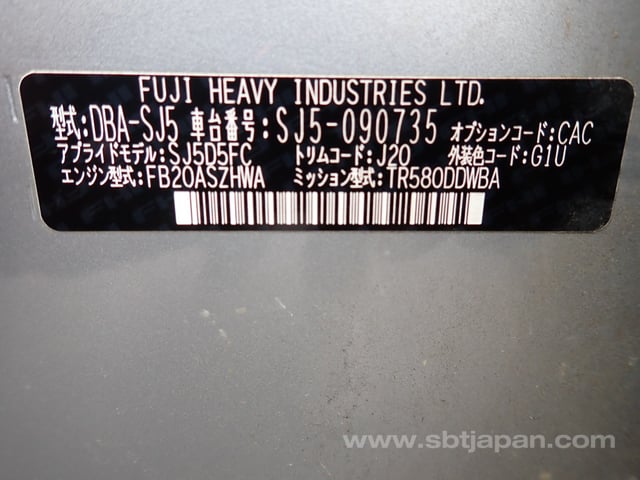 FUJI HEAVY INDUSTRIES LTD.
型式:DBA-SJ5 車台番号:SJ5-090735 オプションコード:CAC
アプライドモデル:SJ5D5FC トリムコード:J20 外装色コード:G1U
エンジン型式:FB20ASZHWA ミッション型式:TR580DDWBA
www.sbtjapan.com